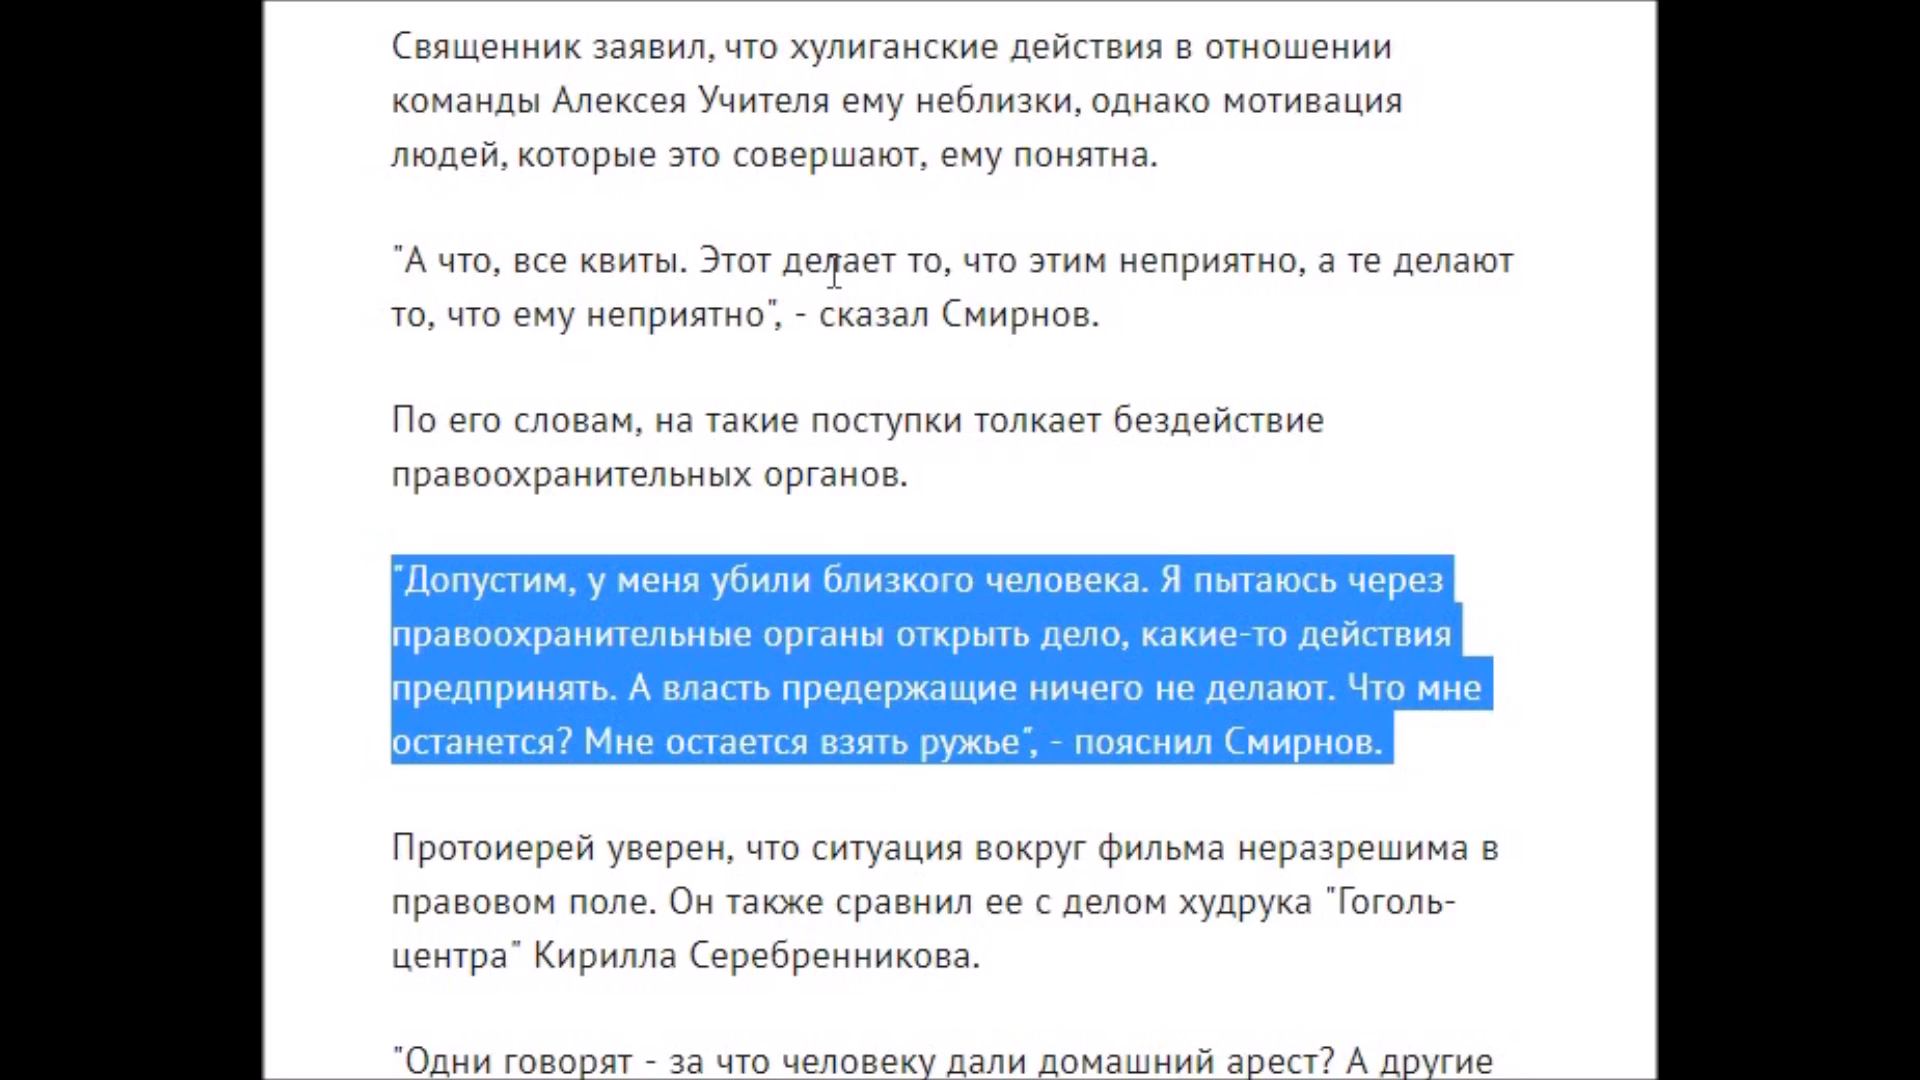 Священник заявил, что хулиганские действия в отношении
команды Алексея Учителя ему неблизки, однако мотивация
людей, которые это совершают, ему понятна.
"А что, все квиты. Этот делает то, что этим неприятно, а те делают
то, что ему неприятно", - сказал Смирнов.
По его словам, на такие поступки толкает бездействие
правоохранительных органов.
"Допустим, у меня убили близкого человека. Я пытаюсь через
правоохранительные органы открыть дело, какие-то действия
предпринять. А власть предержащие ничего не делают. Что мне
останется? Мне остается взять ружье", - пояснил Смирнов.
Протоиерей уверен, что ситуация вокруг фильма неразрешима в
правовом поле. Он также сравнил ее с делом худрука "Гоголь-
центра" Кирилла Серебренникова.
"Одни говорят - за что человеку дали домашний арест? А другие